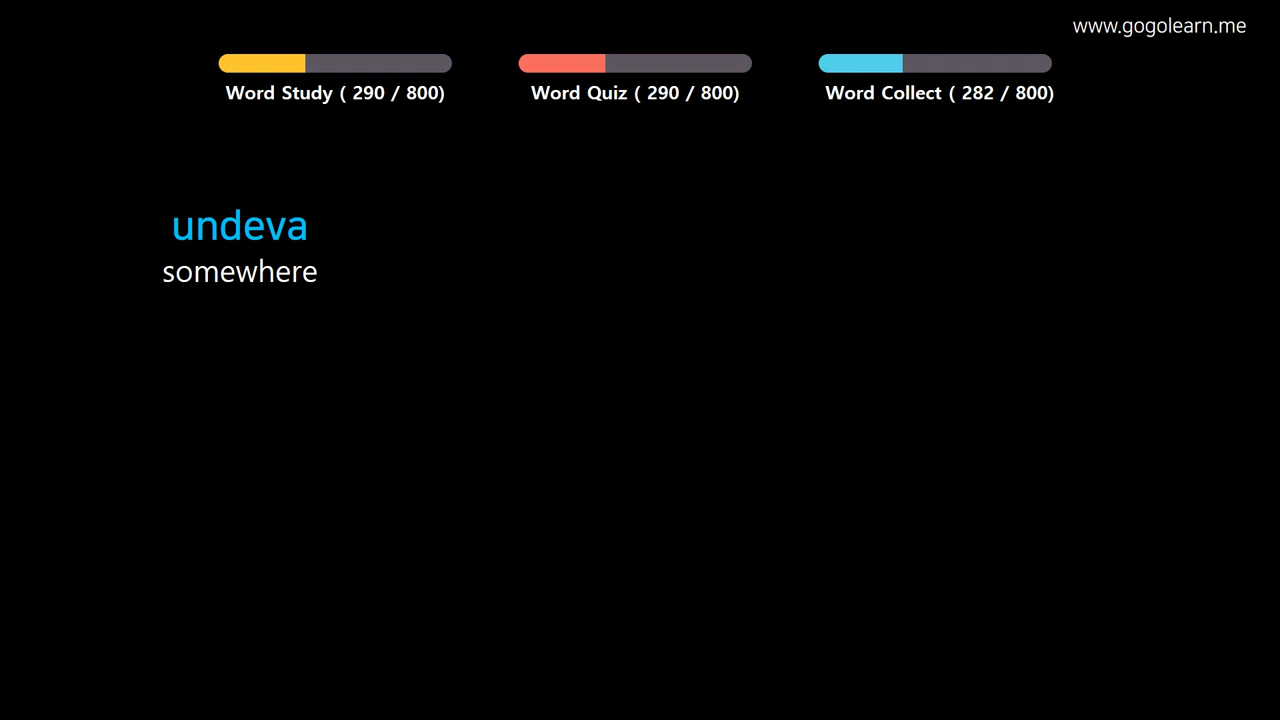 www.gogolearn.me
Word Study ( 290 / 800)
Word Quiz ( 290 / 800)
Word Collect ( 282 / 800)
undeva
somewhere